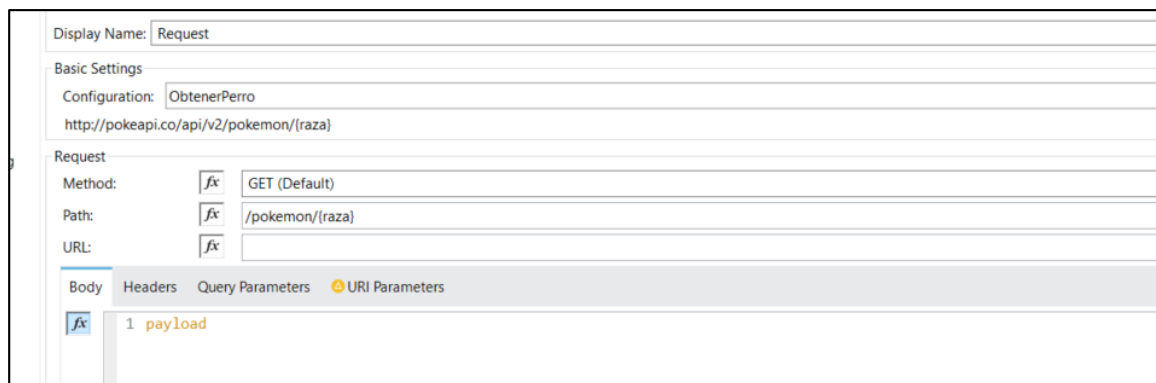 Display Name: Request
Basic Settings
Configuration: ObtenerPerro
http://pokeapi.co/api/v2/pokemon/{raza}
Request
Method: fx GET (Default)
Path: fx /pokemon/{raza}
URL: fx
Body Headers Query Parameters URI Parameters
fx 1 payload